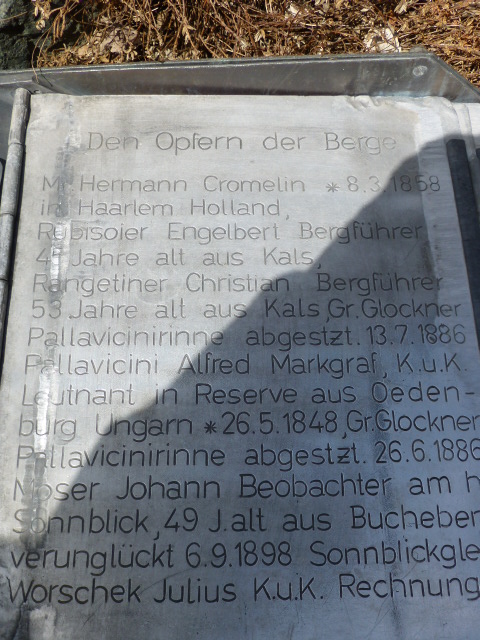 Den Opfern der Berge
Mr. Hermann Cromelin *8.3.1858
in Haarlem Holland,
Rubisoier Engelbert Bergführer
45 Jahre alt aus Kals,
Rangetiner Christian Bergführer
53 Jahre alt aus Kals,Gr.Glockner
Pallavicinirinne abgestzt. 13.7.1886
Pallavicini Alfred Markgraf, K.u.K.
Leutnant in Reserve aus Oeden-
burg Ungarn *26.5.1848,Gr.Glockner
Pallavicinirinne abgestzt. 26.6.1886
Moser Johann Beobachter am h
Sonnblick, 49 J.alt aus Bucheber
verunglückt 6.9.1898 Sonnblickgle
Worschek Julius K.u.K. Rechnung